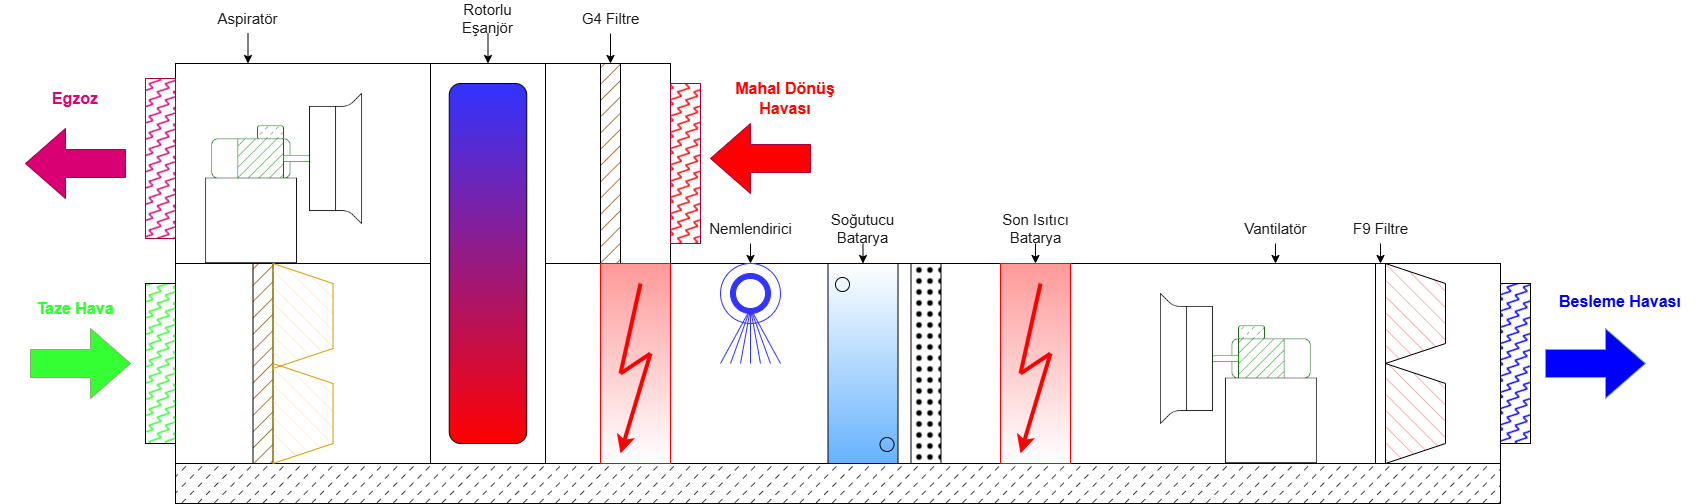 Aspiratör
Rotorlu
Eşanjör
G4 Filtre
Egzoz
Mahal Dönüş
Havası
Nemlendirici
Soğutucu
Batarya
Son Isıtıcı
Batarya
Vantilatör
F9 Filtre
Taze Hava
Besleme Havası